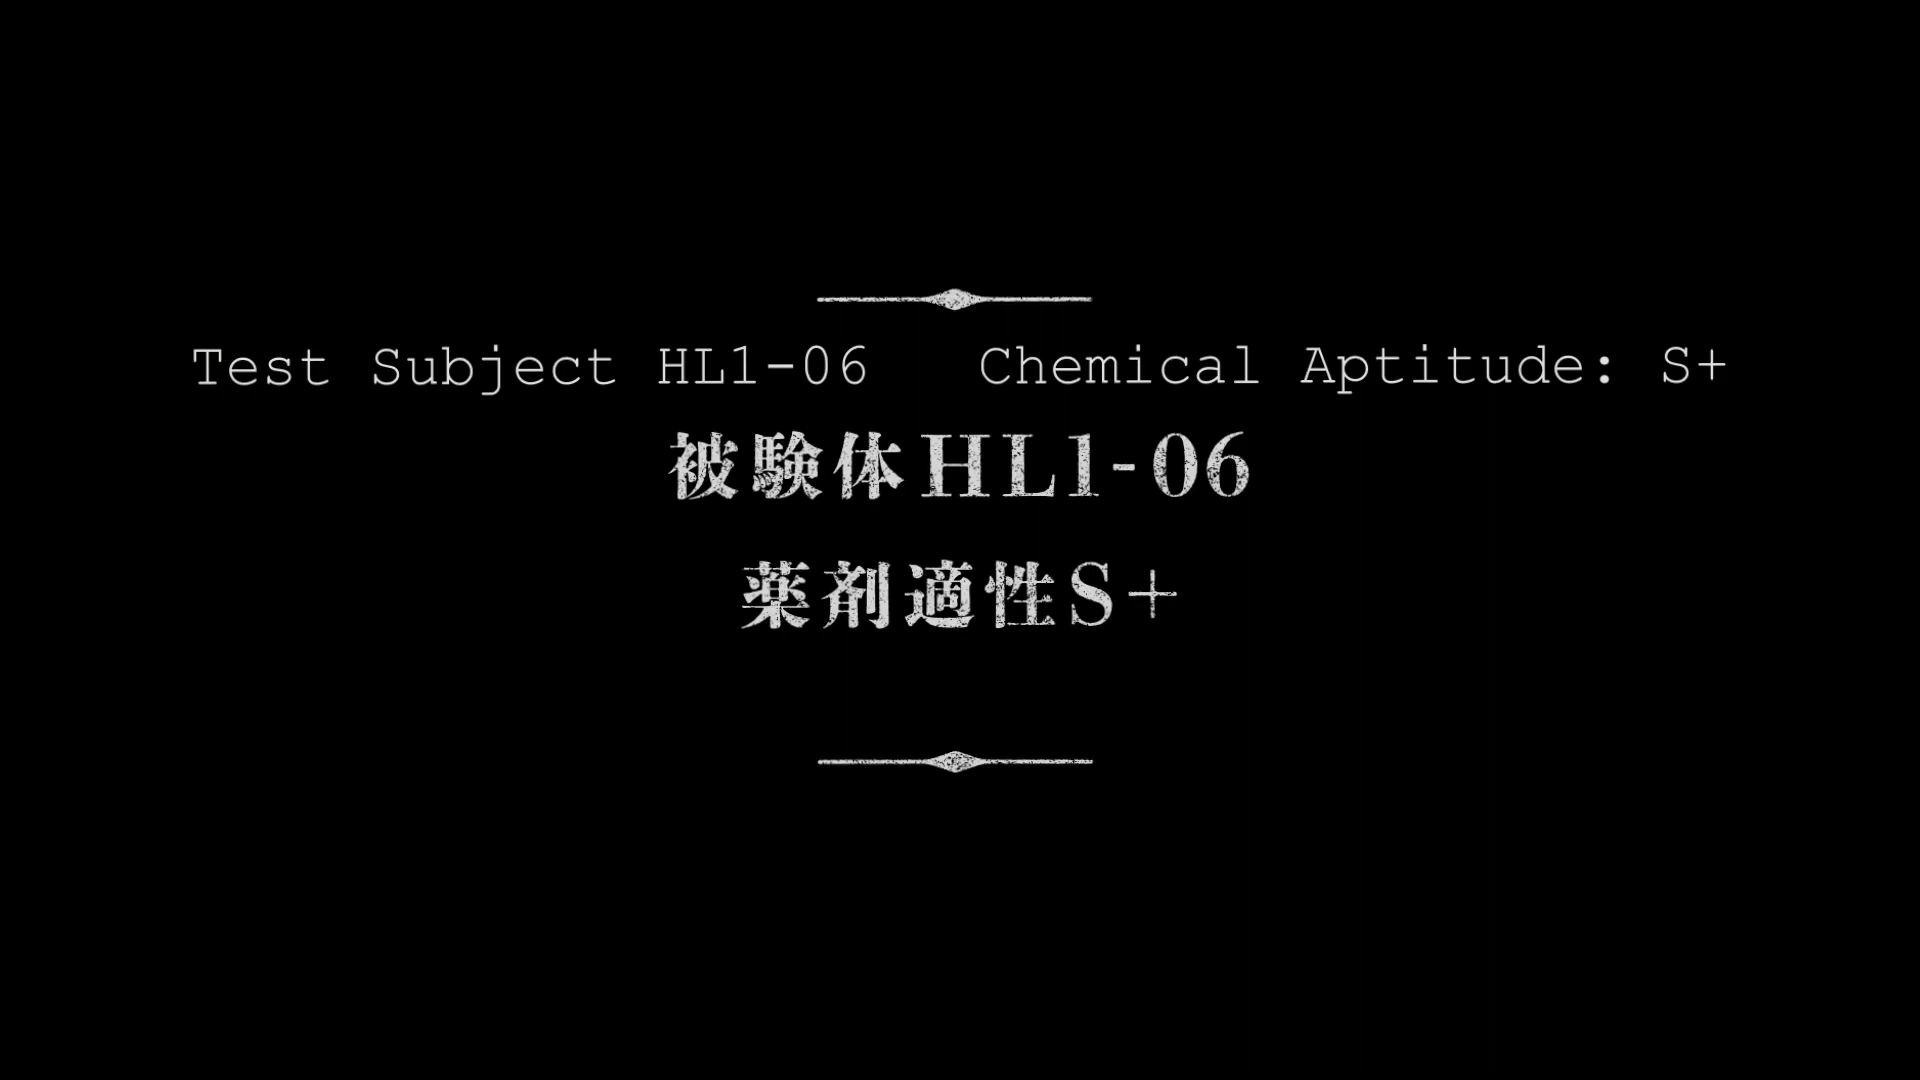 Test Subject HL1-06   Chemical Aptitude: S+
被験体HL1-06
薬剤適性S+